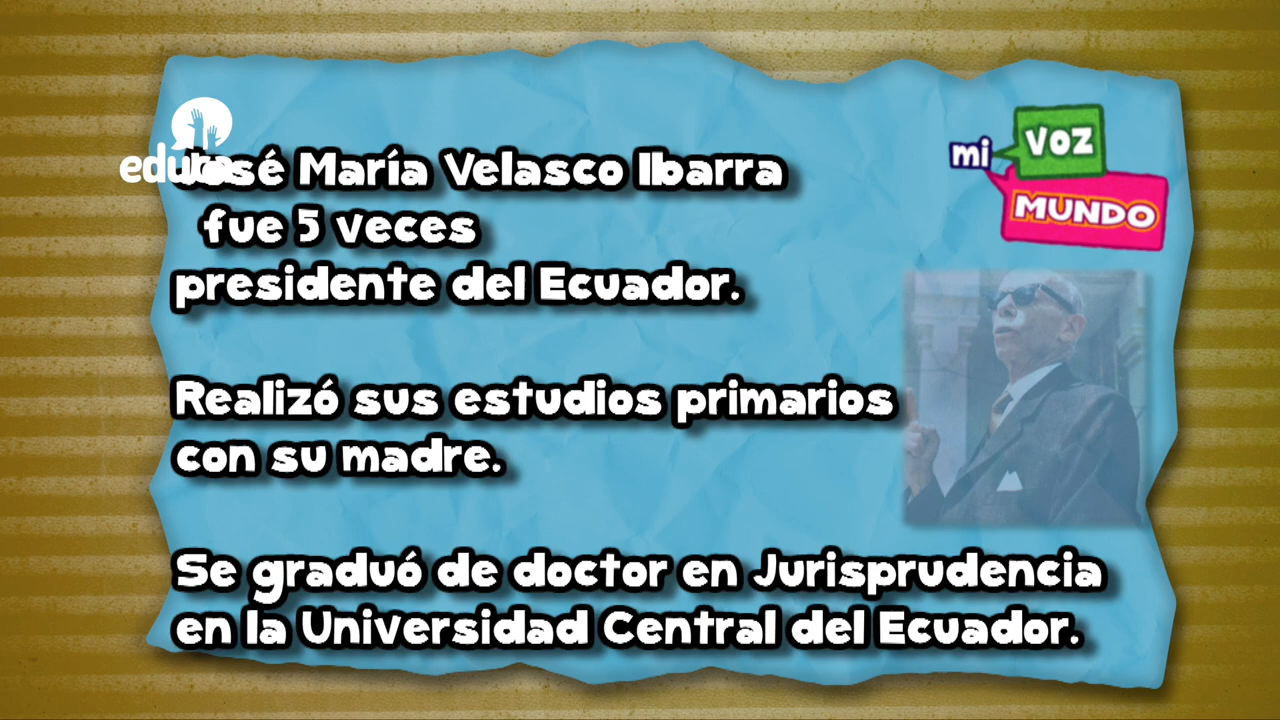 educa
José María Velasco Ibarra
fue 5 veces
presidente del Ecuador.
Realizó sus estudios primarios
con su madre.
Se graduó de doctor en Jurisprudencia
en la Universidad Central del Ecuador.
mi
VOZ
MUNDO